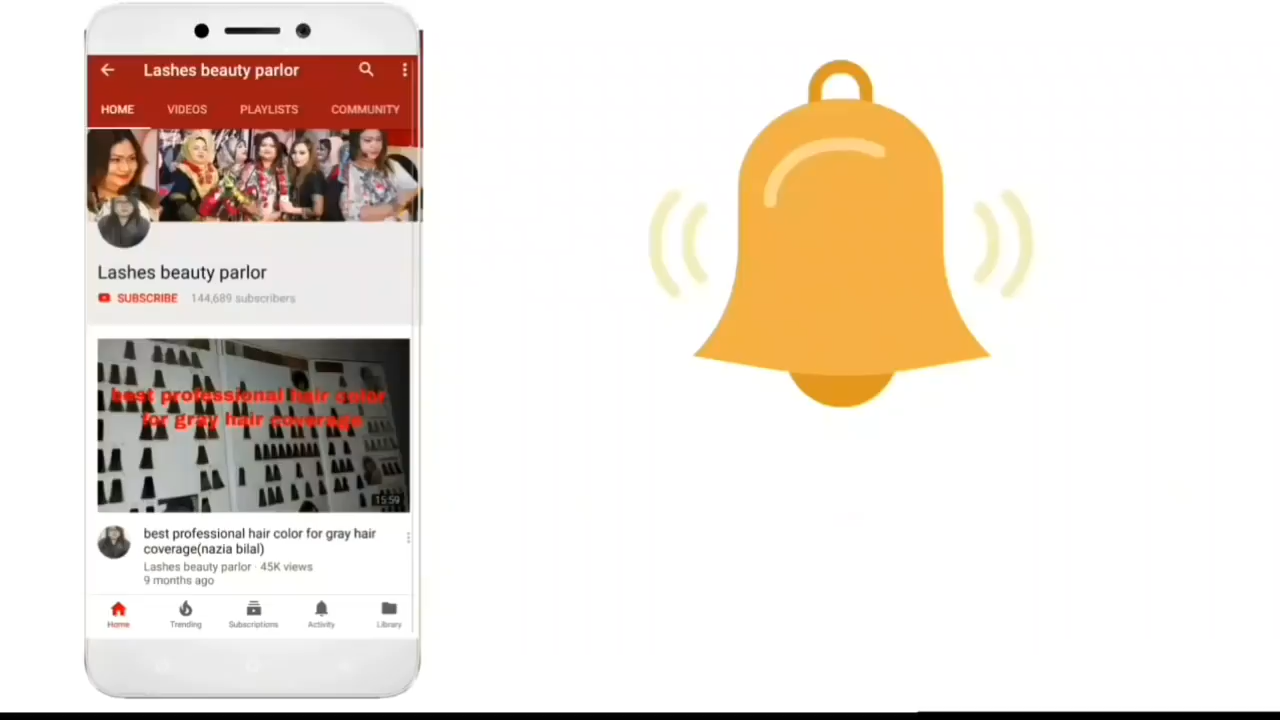 Lashes beauty parlor
HOME VIDEOS PLAYLISTS COMMUNITY
Lashes beauty parlor
SUBSCRIBE 144,689 subscribers
best professional hair color
for gray hair coverage
15:59
best professional hair color for gray hair
coverage(nazia bilal)
Lashes beauty parlor · 45K views
9 months ago
Home Trending Subscriptions Activity Library